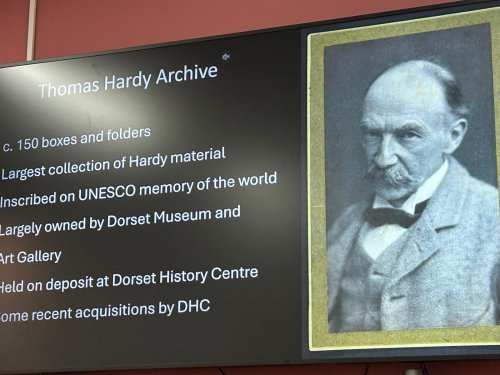 Thomas Hardy Archive
c. 150 boxes and folders
Largest collection of Hardy material
Inscribed on UNESCO memory of the world
Largely owned by Dorset Museum and
Art Gallery
Held on deposit at Dorset History Centre
Some recent acquisitions by DHC